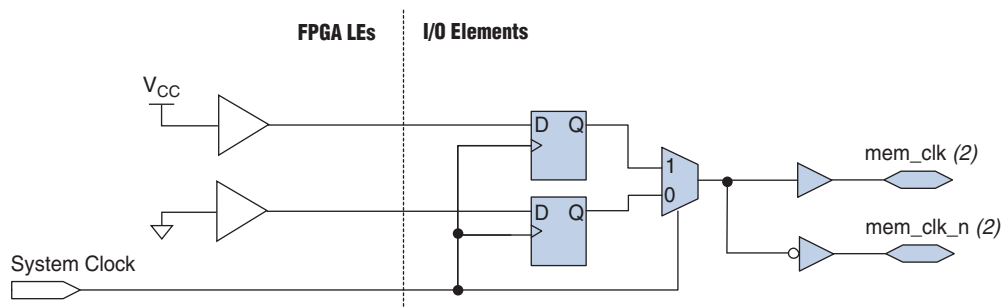 FPGA LEs
I/O Elements
VCC
D Q
1
0
mem_clk (2)
D Q
mem_clk_n (2)
System Clock